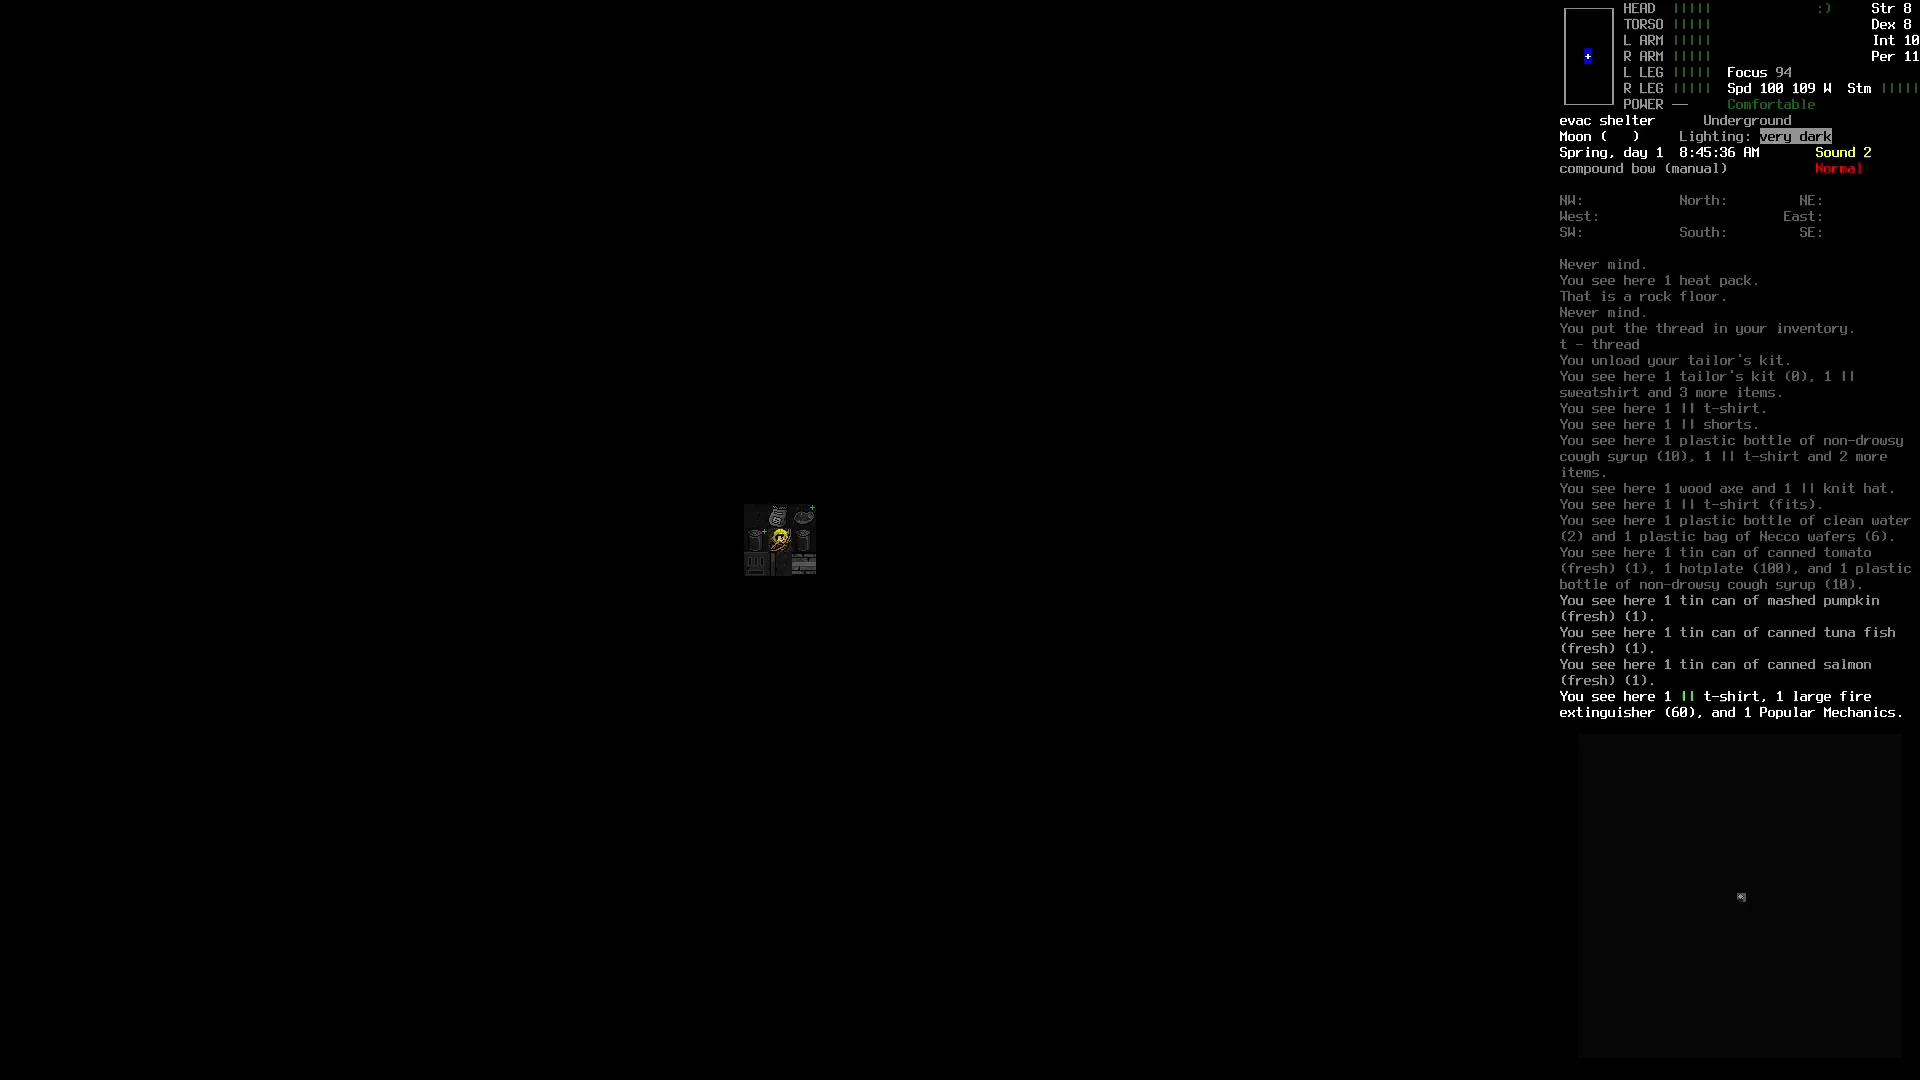 HEAD ||||| :) Str 8
TORSO ||||| Dex 8
L ARM ||||| Int 10
R ARM ||||| Per 11
L LEG ||||| Focus 94
R LEG ||||| Spd 100 109 W Stm |||||
POWER — Comfortable
evac shelter Underground
Moon ( ) Lighting: very dark
Spring, day 1 8:45:36 AM Sound 2
compound bow (manual) Normal
NW: North: NE:
West: East:
SW: South: SE:
Never mind.
You see here 1 heat pack.
That is a rock floor.
Never mind.
You put the thread in your inventory.
t - thread
You unload your tailor's kit.
You see here 1 tailor's kit (0), 1 ||
sweatshirt and 3 more items.
You see here 1 || t-shirt.
You see here 1 || shorts.
You see here 1 plastic bottle of non-drowsy
cough syrup (10), 1 || t-shirt and 2 more
items.
You see here 1 wood axe and 1 || knit hat.
You see here 1 || t-shirt (fits).
You see here 1 plastic bottle of clean water
(2) and 1 plastic bag of Necco wafers (6).
You see here 1 tin can of canned tomato
(fresh) (1), 1 hotplate (100), and 1 plastic
bottle of non-drowsy cough syrup (10).
You see here 1 tin can of mashed pumpkin
(fresh) (1).
You see here 1 tin can of canned tuna fish
(fresh) (1).
You see here 1 tin can of canned salmon
(fresh) (1).
You see here 1 || t-shirt, 1 large fire
extinguisher (60), and 1 Popular Mechanics.